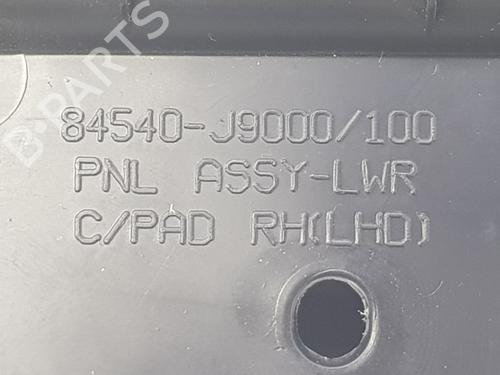 B-PARTS
84540-J9000/100
PNL ASSY-LWR
C/PAD RH(LHD)